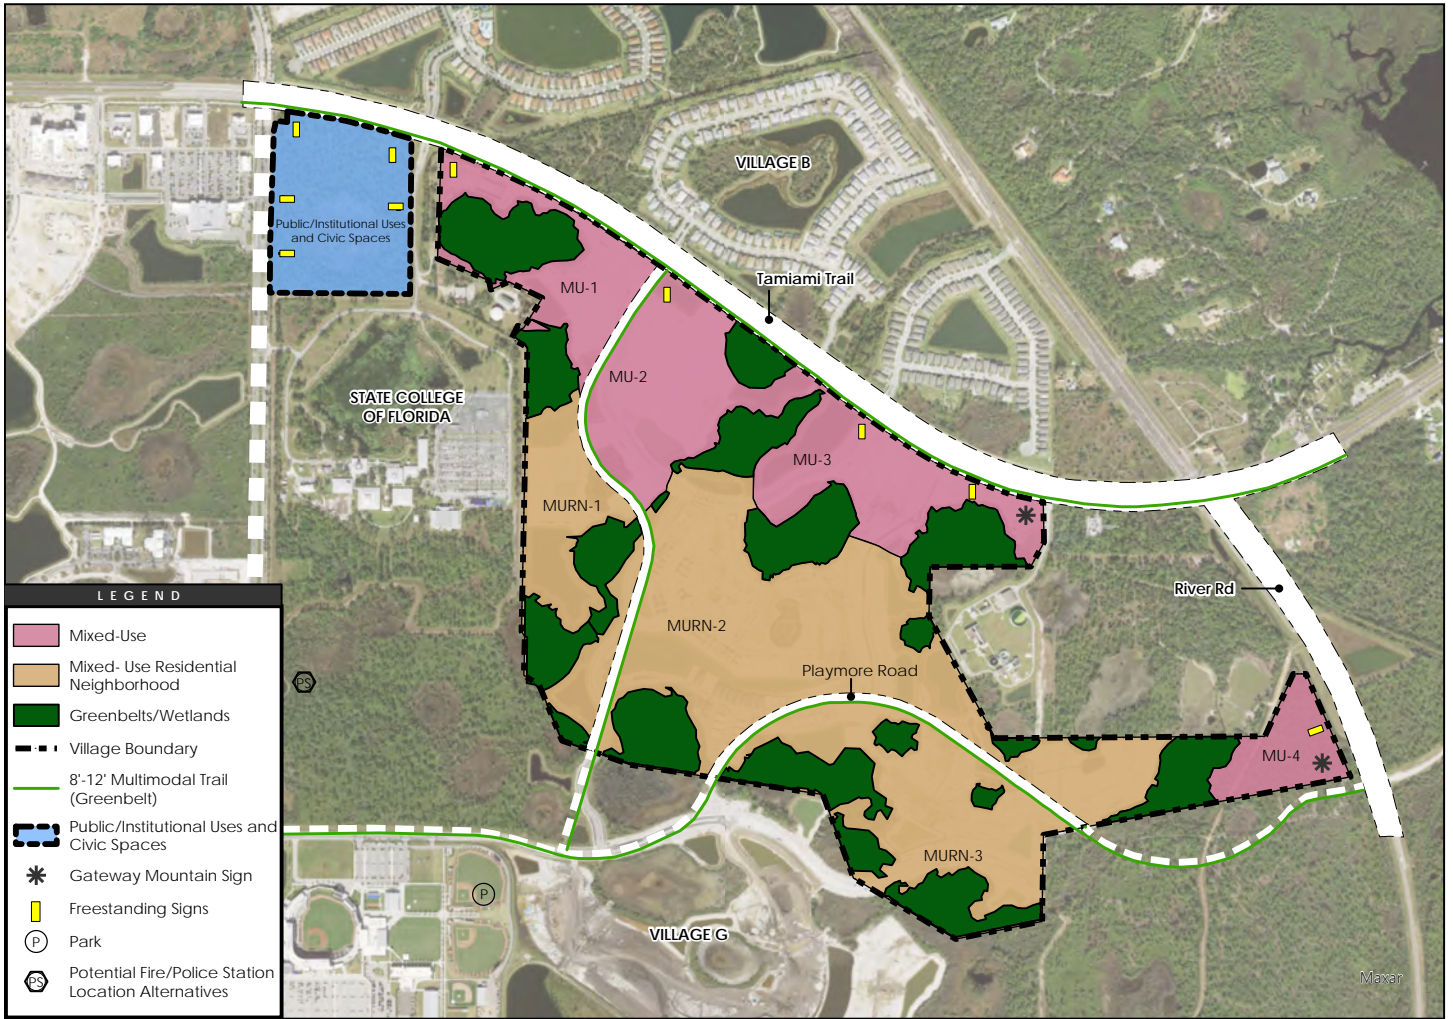 VILLAGE B
Public/Institutional Uses
and Civic Spaces
Tamiami Trail
MU-1
MU-2
STATE COLLEGE
OF FLORIDA
MU-3
MURN-1
River Rd
MURN-2
Playmore Road
MU-4
MURN-3
VILLAGE G
PS
P
Maxar
LEGEND
Mixed-Use
Mixed- Use Residential
Neighborhood
Greenbelts/Wetlands
Village Boundary
8'-12' Multimodal Trail
(Greenbelt)
Public/Institutional Uses and
Civic Spaces
Gateway Mountain Sign
Freestanding Signs
P
Park
PS
Potential Fire/Police Station
Location Alternatives